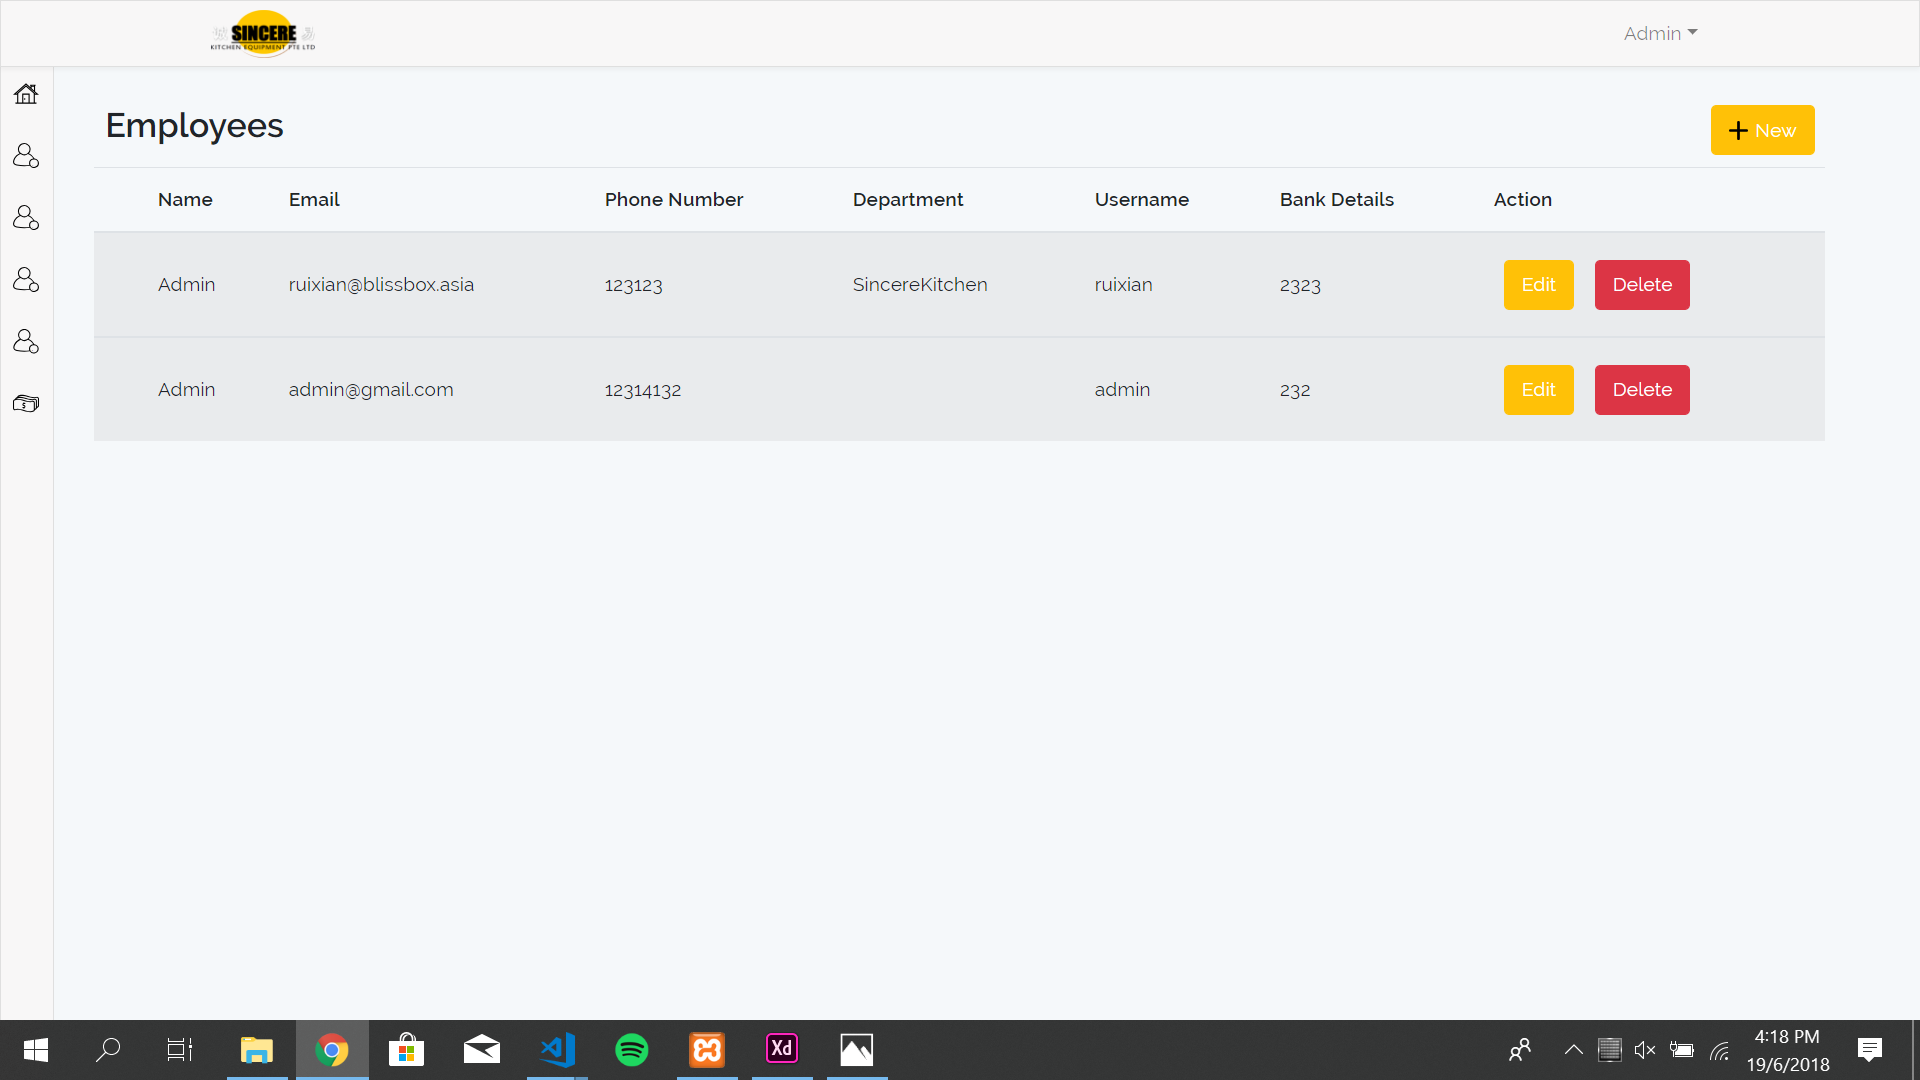 SINCERE
KITCHEN EQUIPMENT PTE LTD
Admin
Employees
New
Name Email Phone Number Department Username Bank Details Action
Admin ruixian@blissbox.asia 123123 SincereKitchen ruixian 2323 Edit Delete
Admin admin@gmail.com 12314132 admin 232 Edit Delete
Xd
4:18 PM
19/6/2018